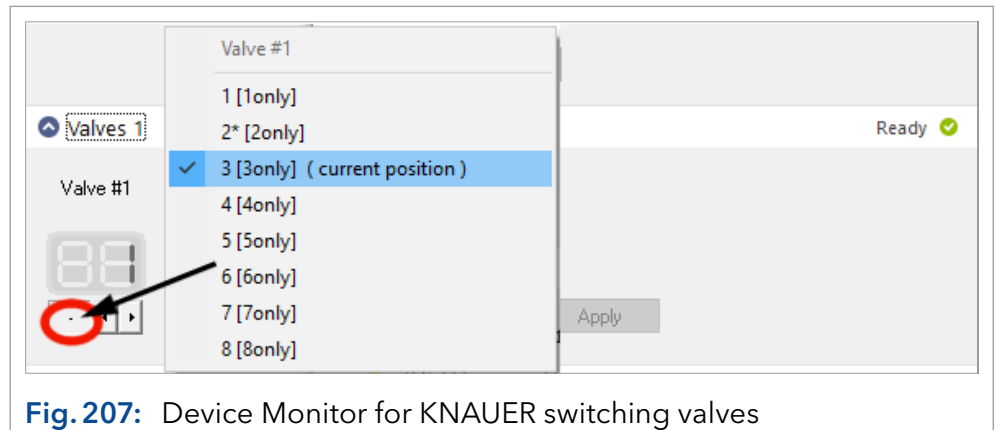 Valve #1
1 [1only]
Valves 1
2* [2only]
Ready
3 [3only] ( current position )
Valve #1
4 [4only]
5 [5only]
6 [6only]
7 [7only]
Apply
8 [8only]
Fig. 207: Device Monitor for KNAUER switching valves